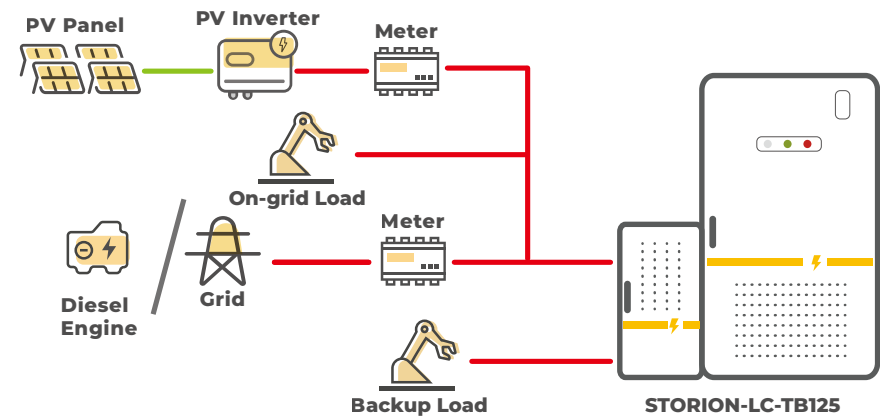 PV Panel
PV Inverter
Meter
On-grid Load
Meter
Diesel
Engine
Grid
Backup Load
STORION-LC-TB125